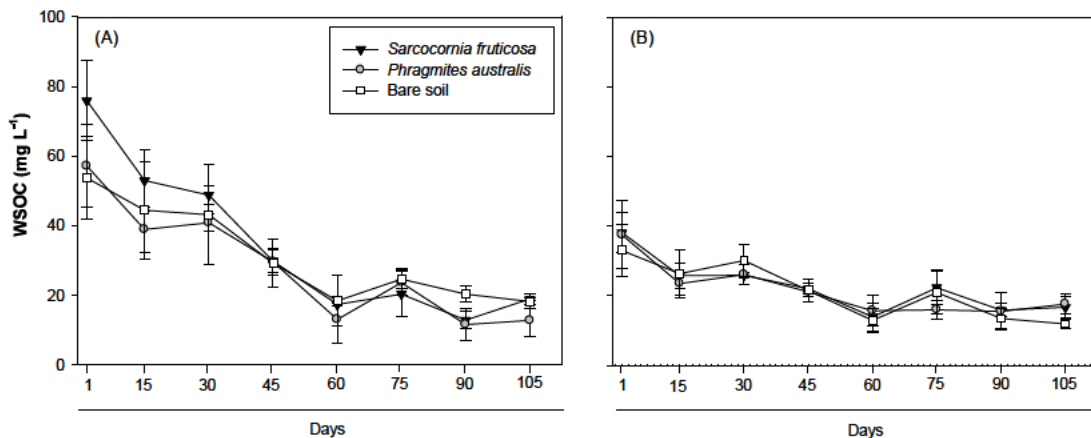 100
80
60
40
20
0
WSOC (mg L⁻¹)
(A)
Sarcocornia fruticosa
Phragmites australis
Bare soil
1 15 30 45 60 75 90 105
Days
(B)
1 15 30 45 60 75 90 105
Days